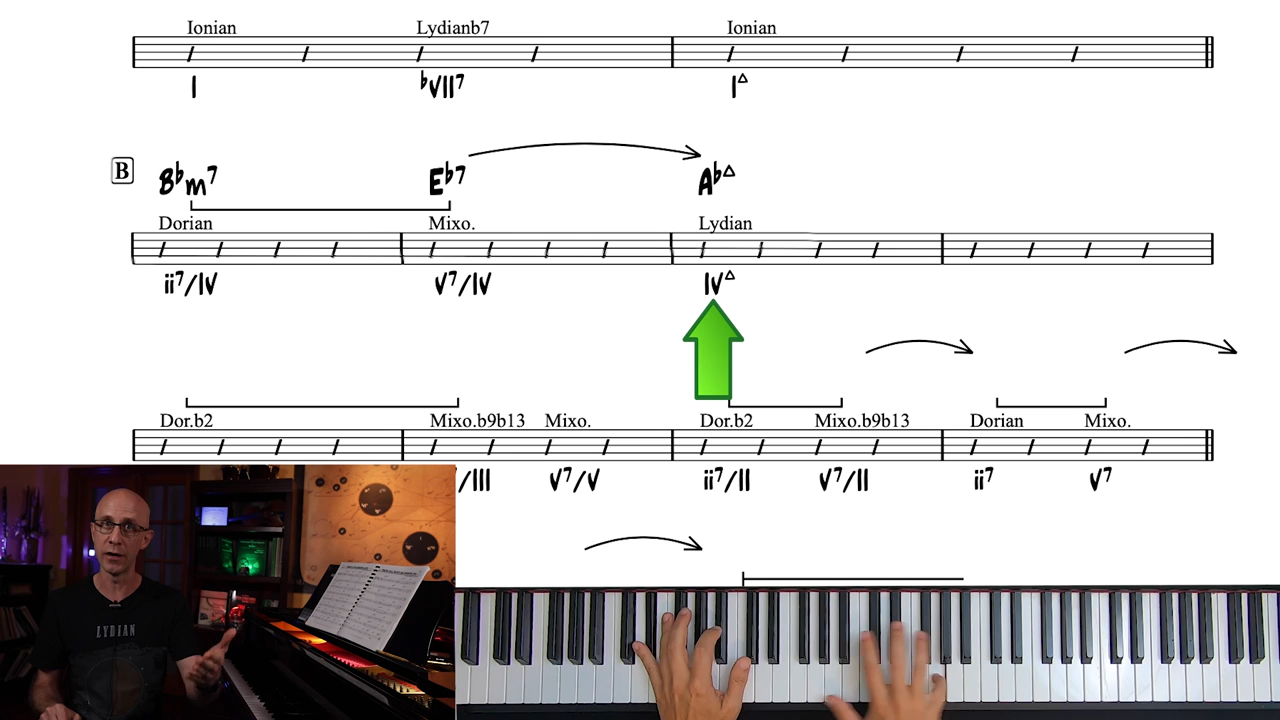 Ionian Lydianb7 Ionian
I ♭VII7 I△
B B♭m7 E♭7 A♭△
Dorian Mixo. Lydian
ii7/IV V7/IV IV△
Dor.b2 Mixo.b9b13 Mixo. Dor.b2 Mixo.b9b13 Dorian Mixo.
/III V7/V ii7/II V7/II ii7 V7
LYDIAN